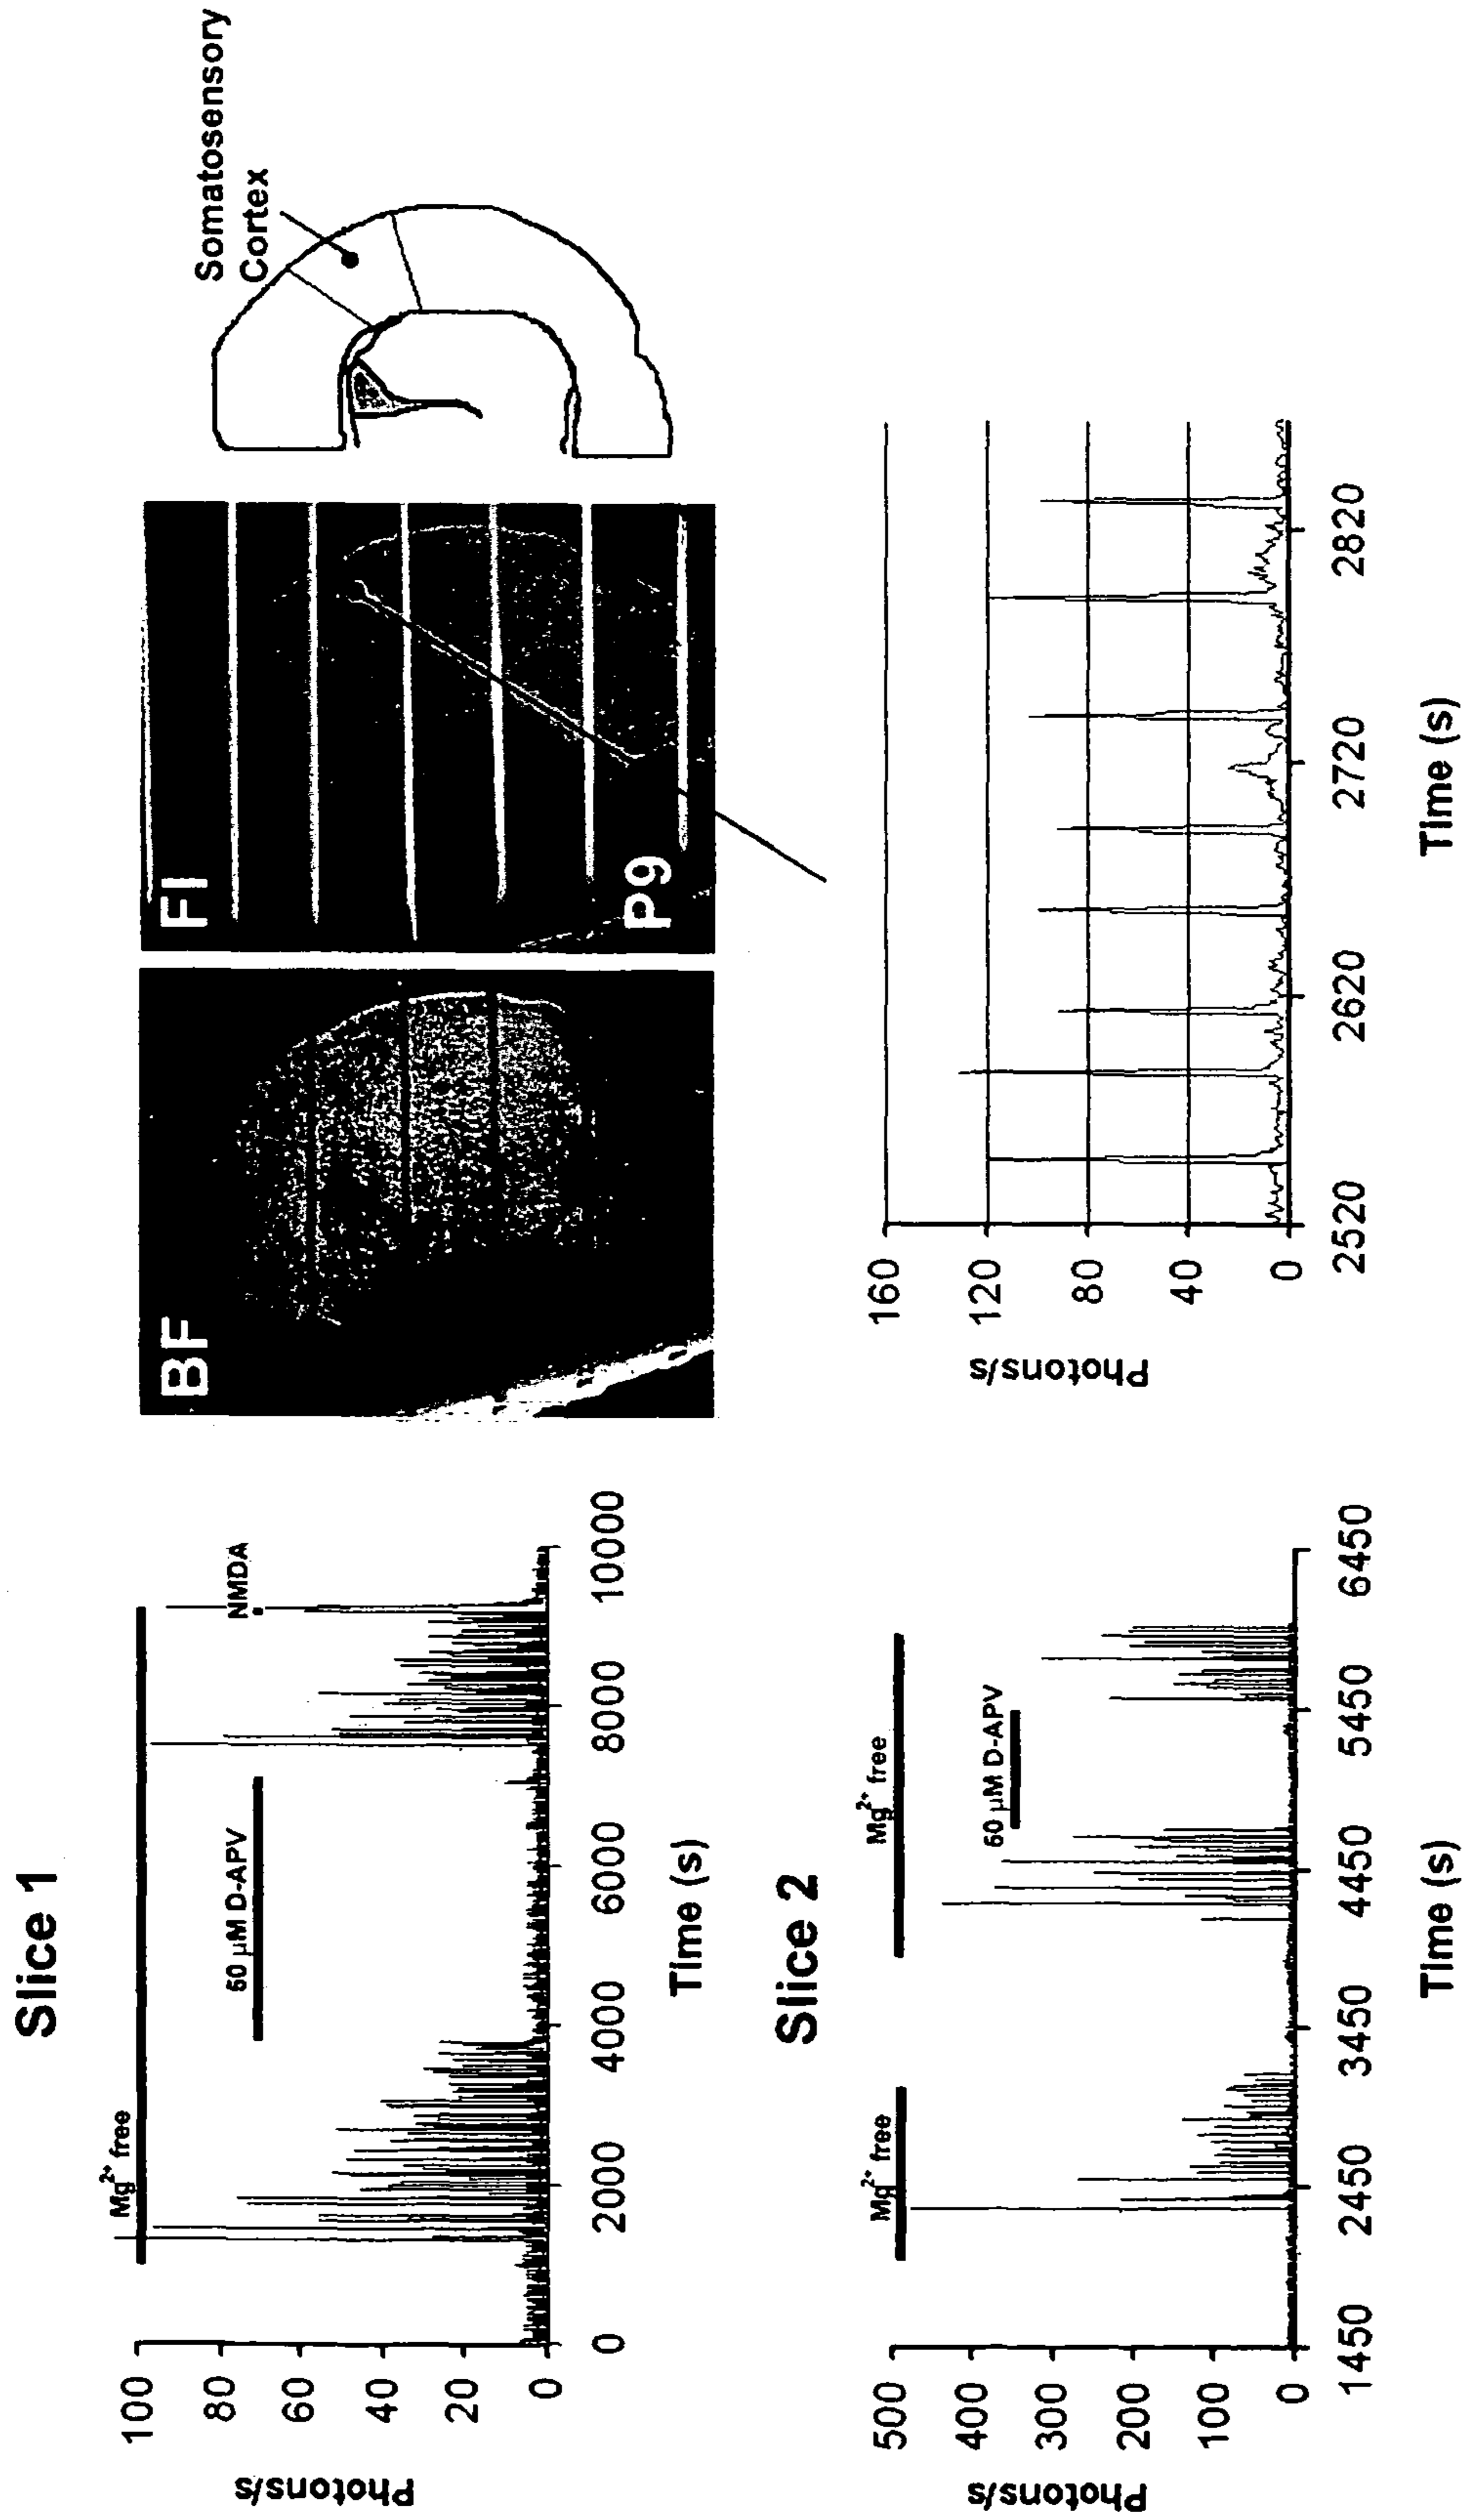 Slice 1
Mg2+ free
60 µM D-APV
NMDA
100
80
60
40
20
0
Photons/s
0 2000 4000 6000 8000 10000
Time (s)
BF
FI
P9
Somatosensory
Cortex
Slice 2
Mg2+ free
Mg2+ free
60 µM D-APV
500
400
300
200
100
0
Photons/s
1450 2450 3450 4450 5450 6450
Time (s)
160
120
80
40
0
Photons/s
2520 2620 2720 2820
Time (s)